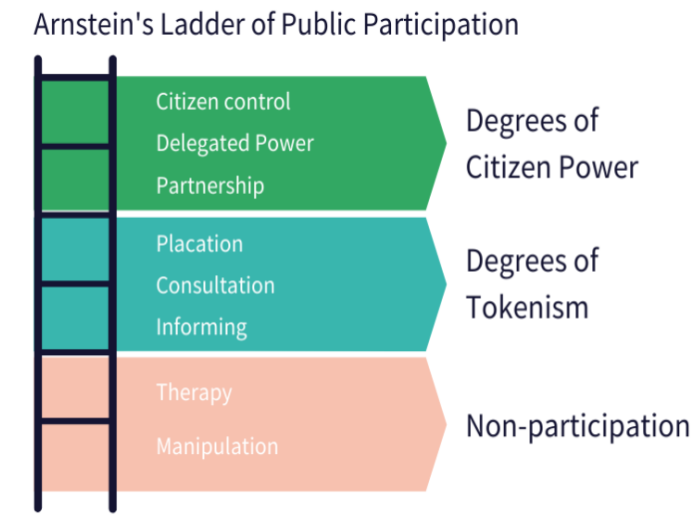 Arnstein's Ladder of Public Participation
Citizen control
Delegated Power
Partnership
Degrees of
Citizen Power
Placation
Consultation
Informing
Degrees of
Tokenism
Therapy
Manipulation
Non-participation